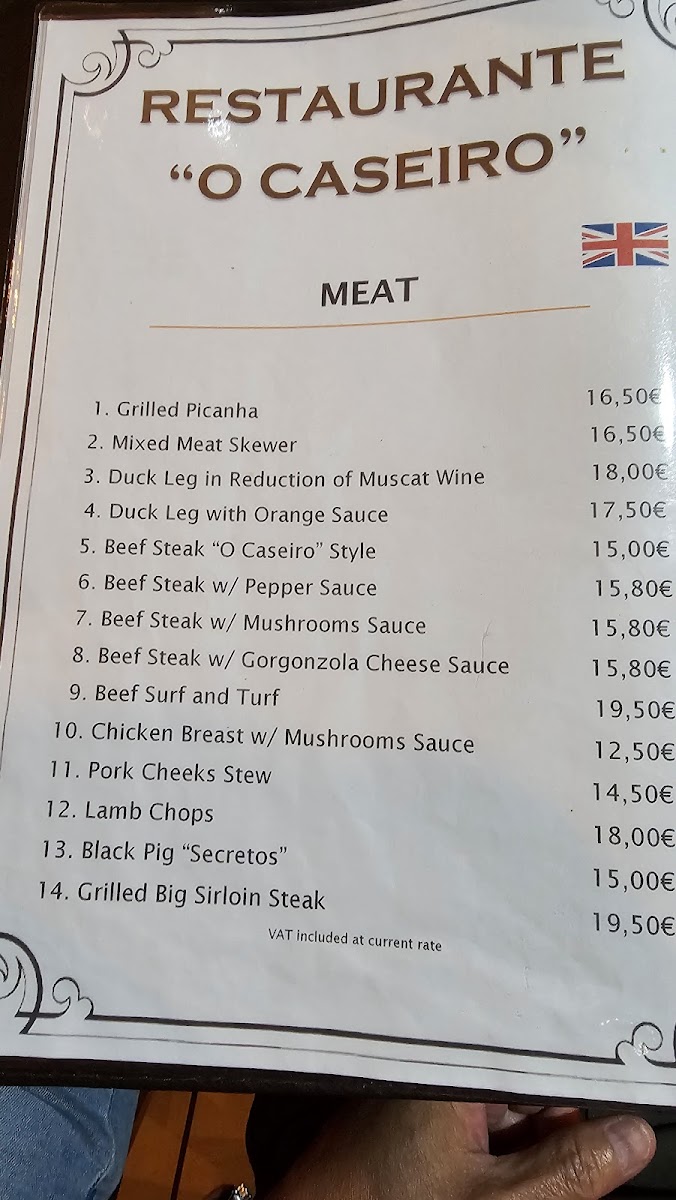 RESTAURANTE
“O CASEIRO”
MEAT
1. Grilled Picanha 16,50€
2. Mixed Meat Skewer 16,50€
3. Duck Leg in Reduction of Muscat Wine 18,00€
4. Duck Leg with Orange Sauce 17,50€
5. Beef Steak “O Caseiro” Style 15,00€
6. Beef Steak w/ Pepper Sauce 15,80€
7. Beef Steak w/ Mushrooms Sauce 15,80€
8. Beef Steak w/ Gorgonzola Cheese Sauce 15,80€
9. Beef Surf and Turf 19,50€
10. Chicken Breast w/ Mushrooms Sauce 12,50€
11. Pork Cheeks Stew 14,50€
12. Lamb Chops 18,00€
13. Black Pig “Secretos” 15,00€
14. Grilled Big Sirloin Steak 19,50€
VAT included at current rate